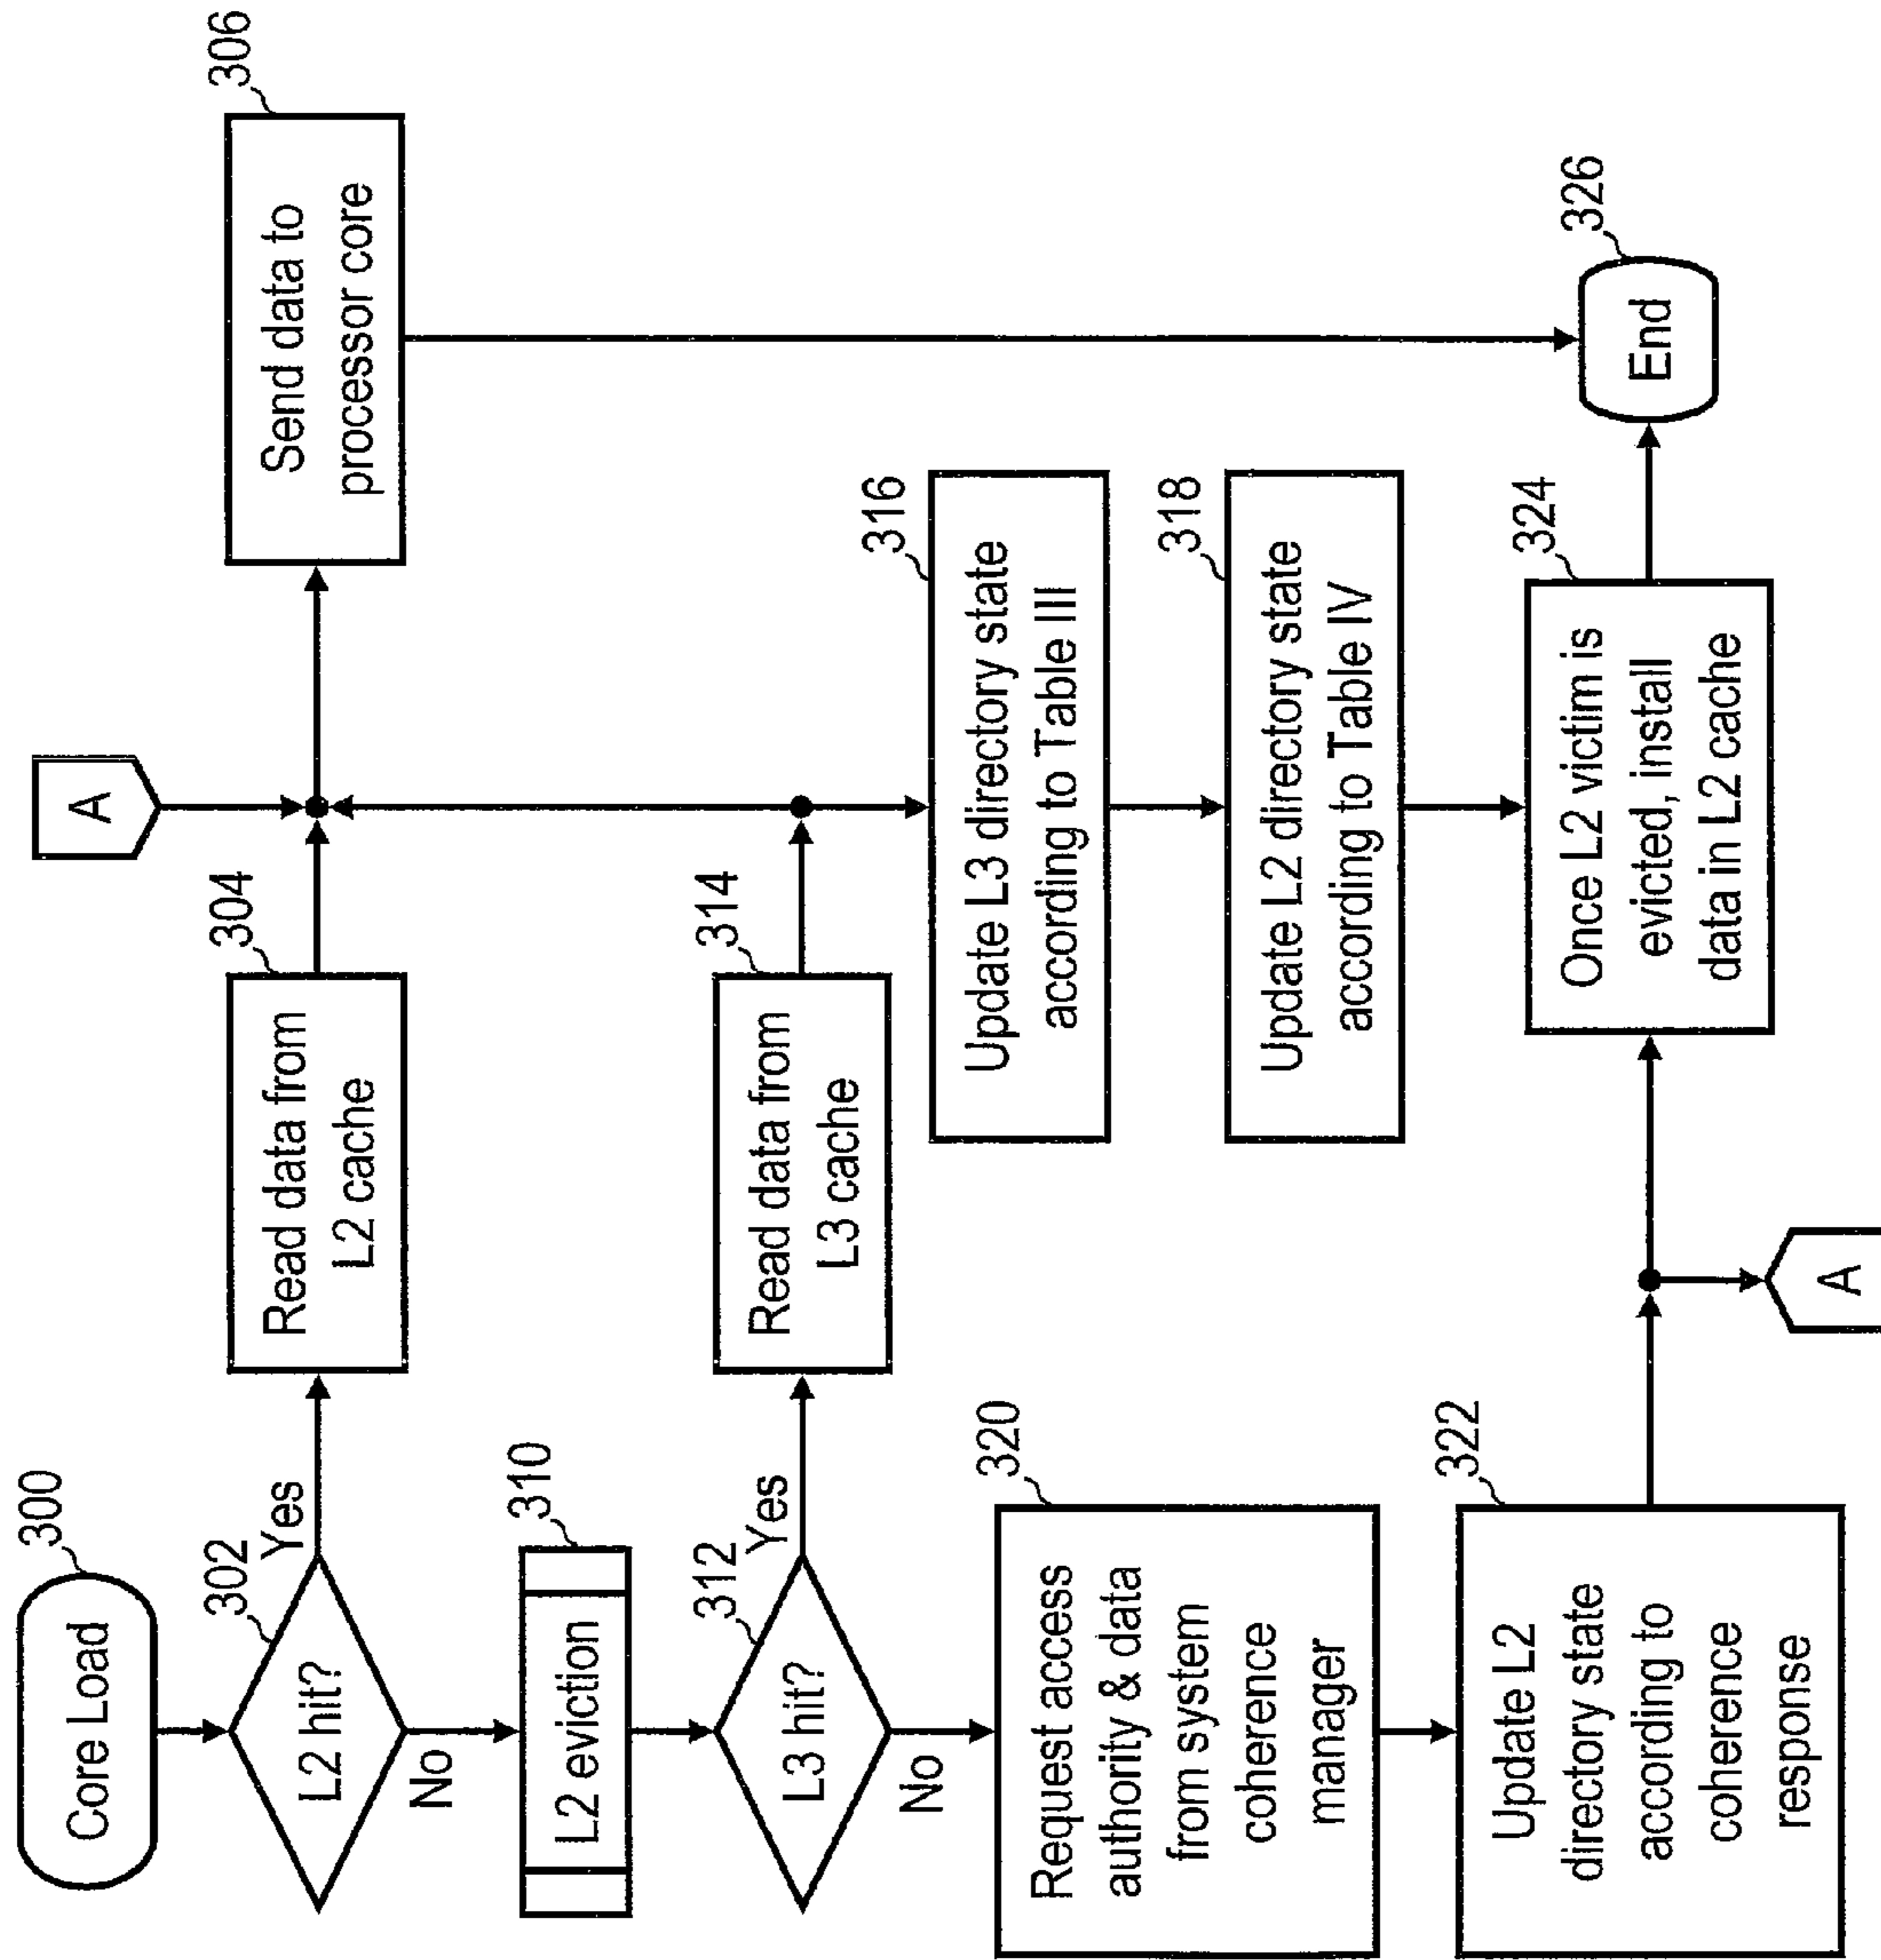 300
Core Load
302
L2 hit?
Yes
No
304
Read data from
L2 cache
A
306
Send data to
processor core
310
L2 eviction
312
L3 hit?
Yes
No
314
Read data from
L3 cache
316
Update L3 directory state
according to Table III
318
Update L2 directory state
according to Table IV
320
Request access
authority & data
from system
coherence
manager
322
Update L2
directory state
according to
coherence
response
A
324
Once L2 victim is
evicted, install
data in L2 cache
326
End